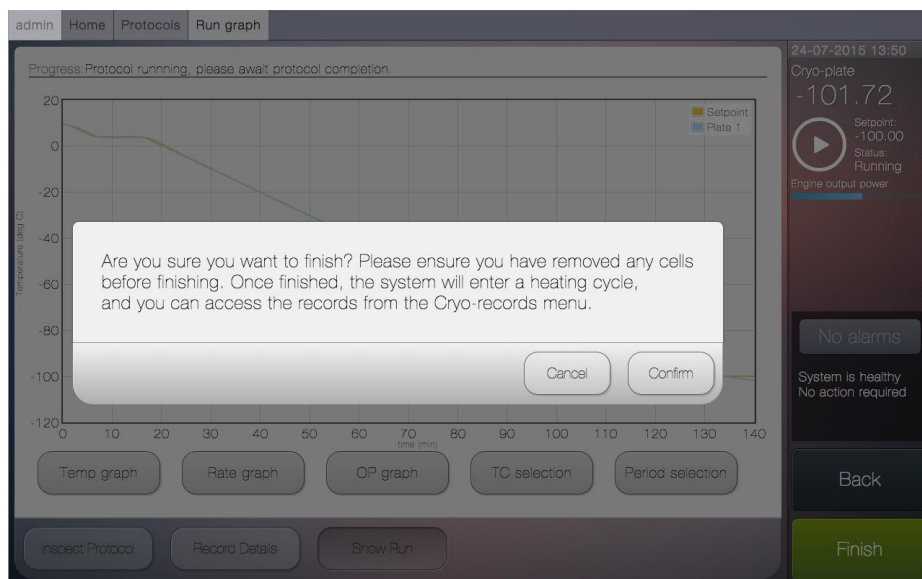 admin Home Protocols Run graph
24-07-2015 13:50
Progress:Protocol runnning, please await protocol completion.
Cryo-plate
-101.72
Setpoint:
-100.00
Status:
Running
Engine output power
Setpoint
Plate 1
20
0
-20
-40
-60
-80
-100
-120
Temperature (deg C)
0 10 20 30 40 50 60 70 80 90 100 110 120 130 140
time (min)
Are you sure you want to finish? Please ensure you have removed any cells
before finishing. Once finished, the system will enter a heating cycle,
and you can access the records from the Cryo-records menu.
Cancel Confirm
No alarms
System is healthy
No action required
Temp graph Rate graph OP graph TC selection Period selection
Back
Inspect Protocol Record Details Show Run
Finish